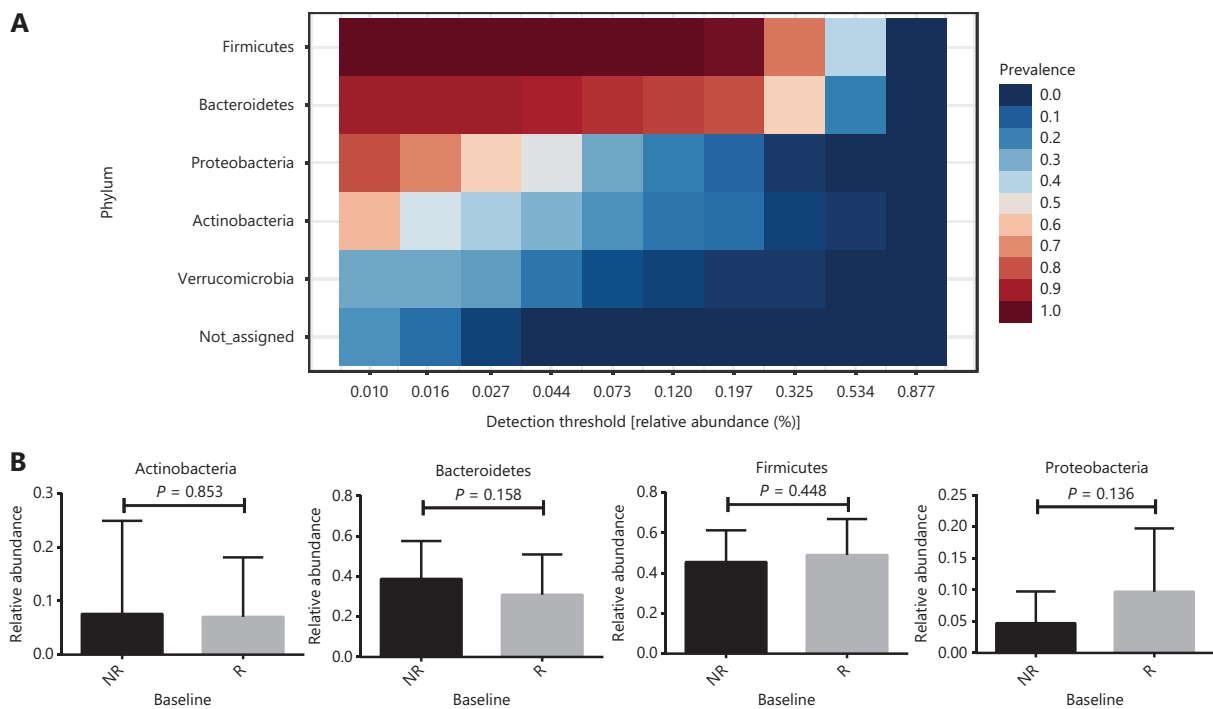 A
Phylum
Firmicutes
Bacteroidetes
Proteobacteria
Actinobacteria
Verrucomicrobia
Not_assigned
0.010 0.016 0.027 0.044 0.073 0.120 0.197 0.325 0.534 0.877
Detection threshold [relative abundance (%)]
Prevalence
0.0
0.1
0.2
0.3
0.4
0.5
0.6
0.7
0.8
0.9
1.0
B
Actinobacteria
P = 0.853
Relative abundance
0.3
0.2
0.1
0.0
NR R
Baseline
Bacteroidetes
P = 0.158
Relative abundance
0.8
0.6
0.4
0.2
0.0
NR R
Baseline
Firmicutes
P = 0.448
Relative abundance
0.8
0.6
0.4
0.2
0.0
NR R
Baseline
Proteobacteria
P = 0.136
Relative abundance
0.25
0.20
0.15
0.10
0.05
0.00
NR R
Baseline